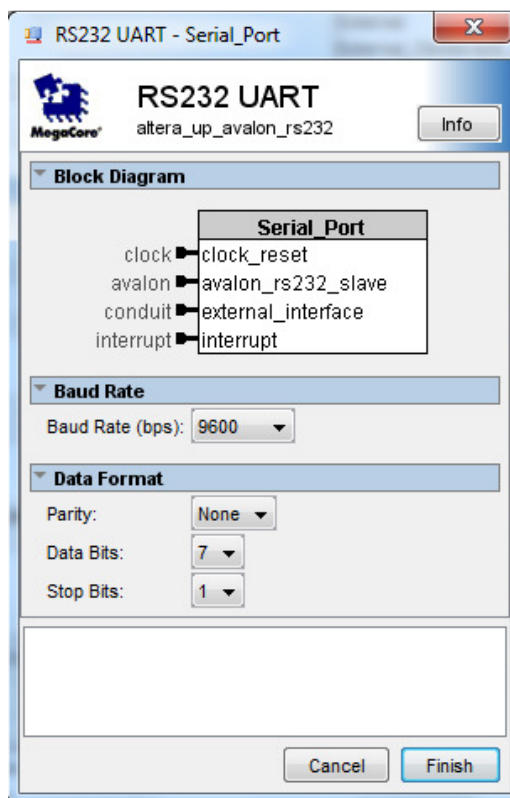 RS232 UART - Serial_Port
MegaCore®
RS232 UART
altera_up_avalon_rs232
Info
Block Diagram
Serial_Port
clock clock_reset
avalon avalon_rs232_slave
conduit external_interface
interrupt interrupt
Baud Rate
Baud Rate (bps): 9600
Data Format
Parity: None
Data Bits: 7
Stop Bits: 1
Cancel Finish